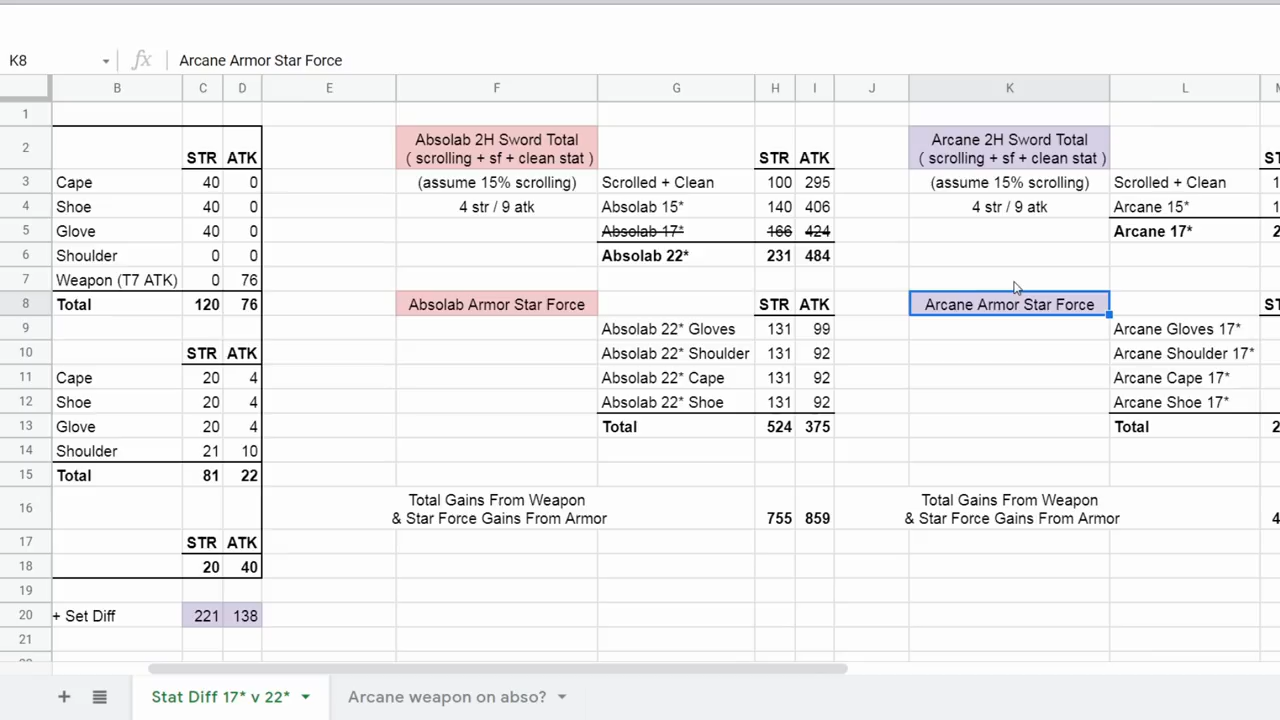 K8 fx Arcane Armor Star Force
B C D E F G H I J K L M
1
2 STR ATK Absolab 2H Sword Total STR ATK Arcane 2H Sword Total
( scrolling + sf + clean stat ) ( scrolling + sf + clean stat )
3 Cape 40 0 (assume 15% scrolling) Scrolled + Clean 100 295 (assume 15% scrolling) Scrolled + Clean
4 Shoe 40 0 4 str / 9 atk Absolab 15* 140 406 4 str / 9 atk Arcane 15*
5 Glove 40 0 Absolab 17* 166 424 Arcane 17*
6 Shoulder 0 0 Absolab 22* 231 484
7 Weapon (T7 ATK) 0 76
8 Total 120 76 Absolab Armor Star Force STR ATK Arcane Armor Star Force
9 Absolab 22* Gloves 131 99 Arcane Gloves 17*
10 STR ATK Absolab 22* Shoulder 131 92 Arcane Shoulder 17*
11 Cape 20 4 Absolab 22* Cape 131 92 Arcane Cape 17*
12 Shoe 20 4 Absolab 22* Shoe 131 92 Arcane Shoe 17*
13 Glove 20 4 Total 524 375 Total
14 Shoulder 21 10
15 Total 81 22
16 Total Gains From Weapon 755 859 Total Gains From Weapon
& Star Force Gains From Armor & Star Force Gains From Armor
17 STR ATK
18 20 40
19
20 + Set Diff 221 138
21
Stat Diff 17* v 22* Arcane weapon on abso?